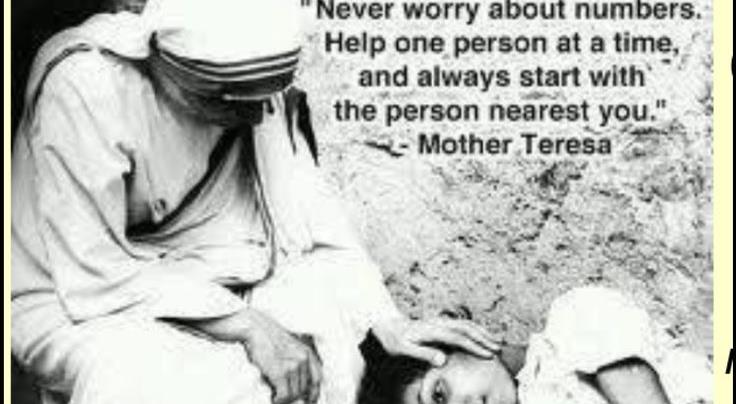 "Never worry about numbers.
Help one person at a time,
and always start with
the person nearest you."
- Mother Teresa